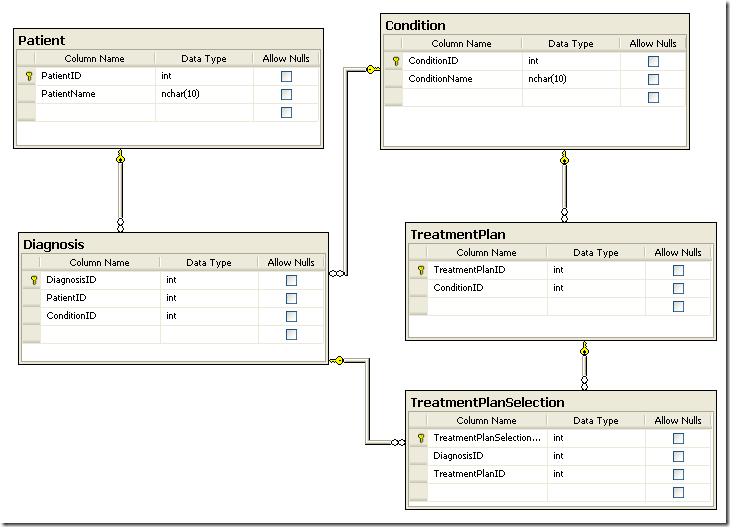 Patient
Column Name Data Type Allow Nulls
PatientID int
PatientName nchar(10)
Condition
Column Name Data Type Allow Nulls
ConditionID int
ConditionName nchar(10)
Diagnosis
Column Name Data Type Allow Nulls
DiagnosisID int
PatientID int
ConditionID int
TreatmentPlan
Column Name Data Type Allow Nulls
TreatmentPlanID int
ConditionID int
TreatmentPlanSelection
Column Name Data Type Allow Nulls
TreatmentPlanSelection... int
DiagnosisID int
TreatmentPlanID int